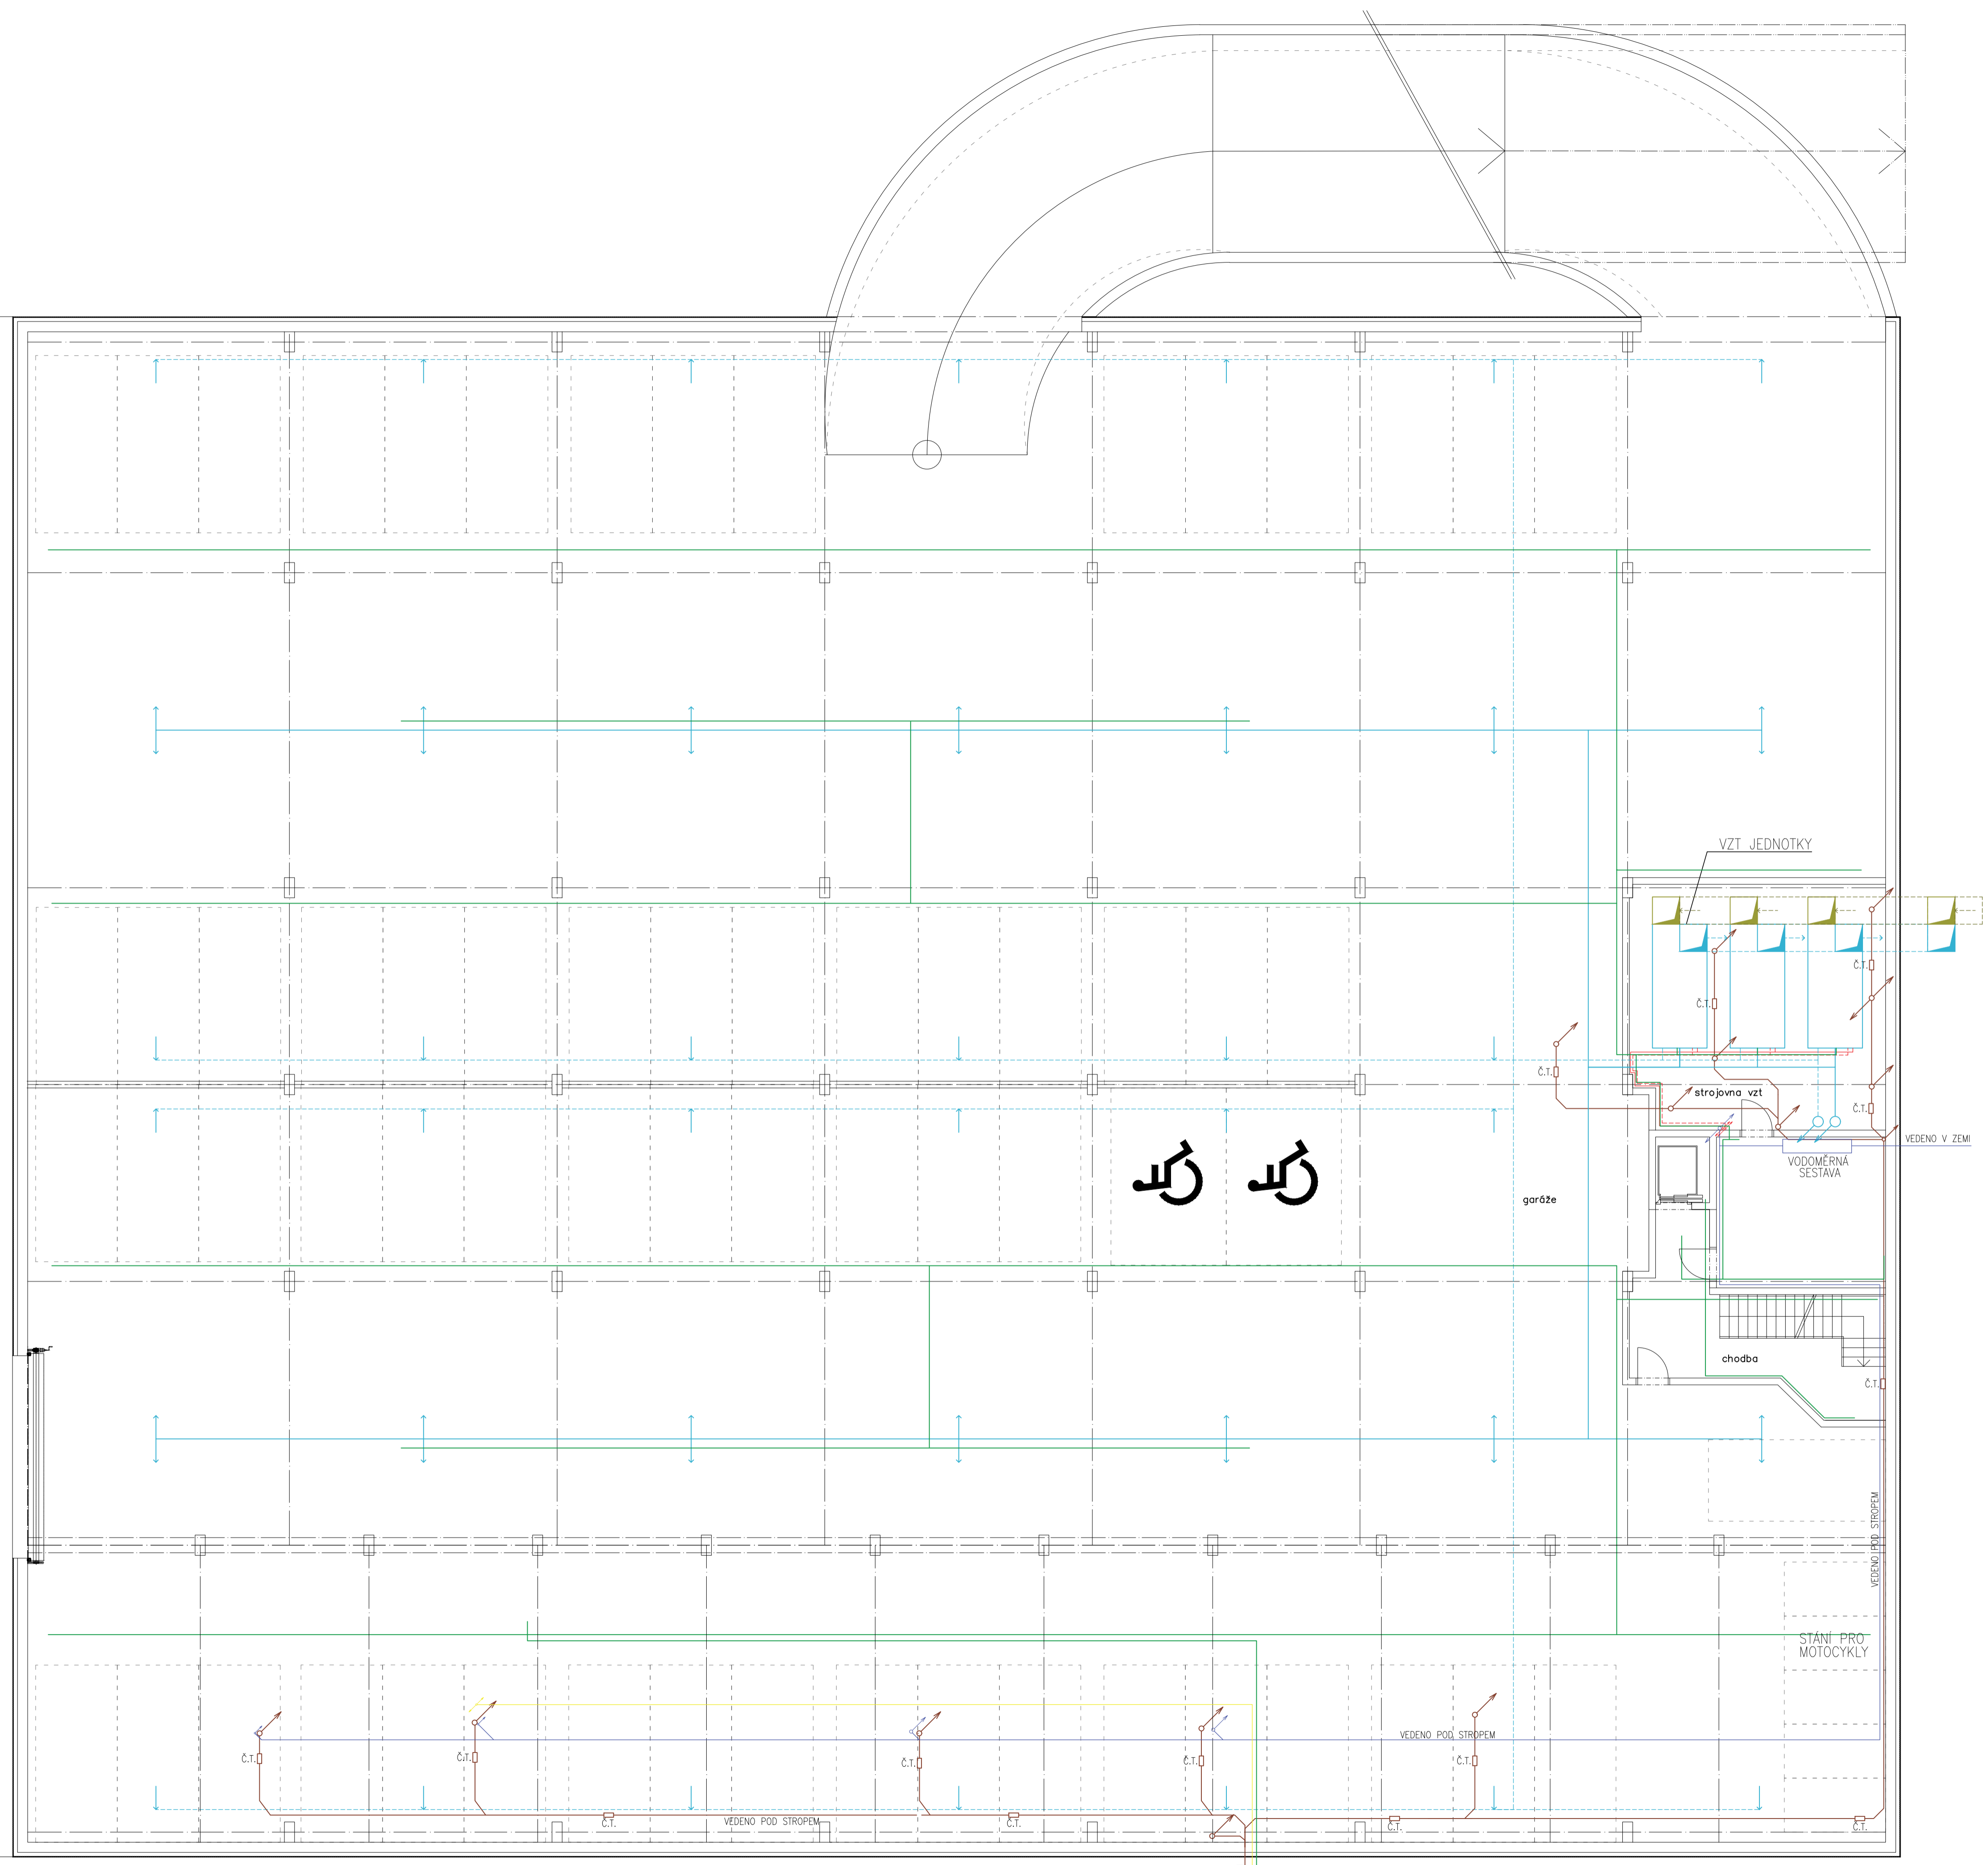 VZT JEDNOTKY
Č.T.
Č.T.
Č.T.
strojovna vzt
Č.T.
VEDENO V ZEMI
VODOMĚRNÁ
SESTAVA
garáže
chodba
Č.T.
VEDENO POD STROPEM
STÁNÍ PRO
MOTOCYKLY
VEDENO POD STROPEM
Č.T.
Č.T.
Č.T.
Č.T.
Č.T.
Č.T.
VEDENO POD STROPEM
Č.T.
Č.T.
Č.T.